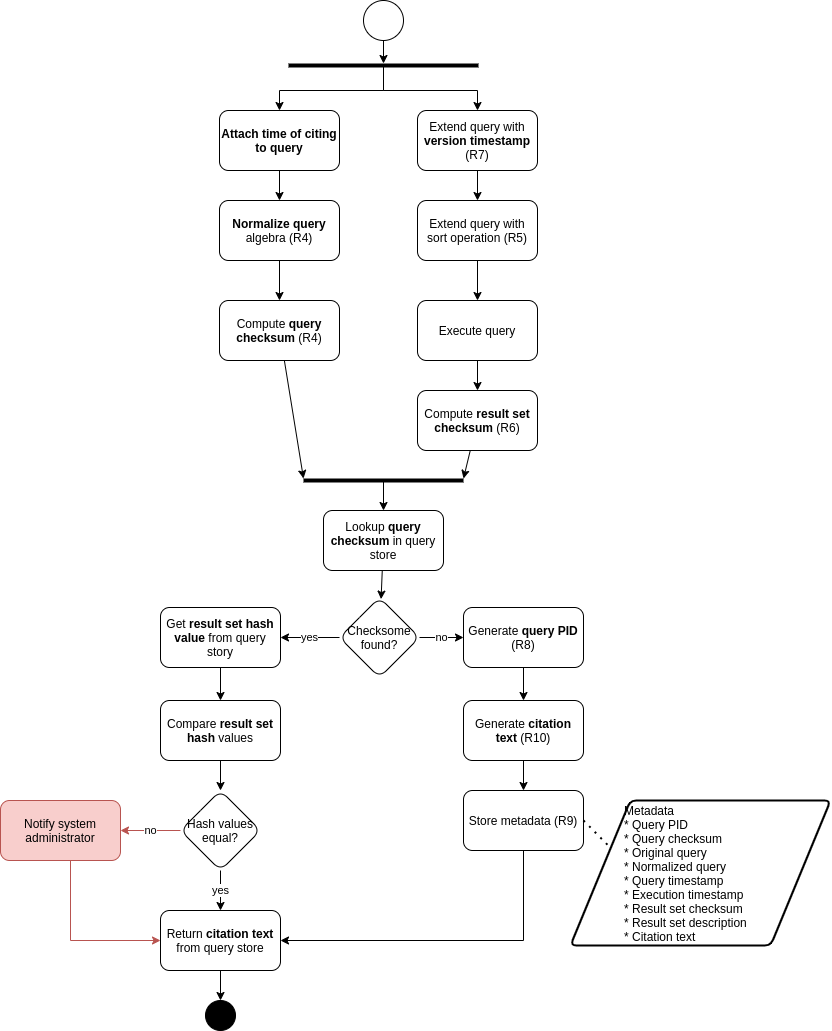 Attach time of citing
to query
Extend query with
version timestamp
(R7)
Normalize query
algebra (R4)
Extend query with
sort operation (R5)
Compute query
checksum (R4)
Execute query
Compute result set
checksum (R6)
Lookup query
checksum in query
store
Checksome
found?
yes
no
Get result set hash
value from query
story
Generate query PID
(R8)
Compare result set
hash values
Generate citation
text (R10)
Hash values
equal?
no
yes
Notify system
administrator
Store metadata (R9)
Metadata
* Query PID
* Query checksum
* Original query
* Normalized query
* Query timestamp
* Execution timestamp
* Result set checksum
* Result set description
* Citation text
Return citation text
from query store